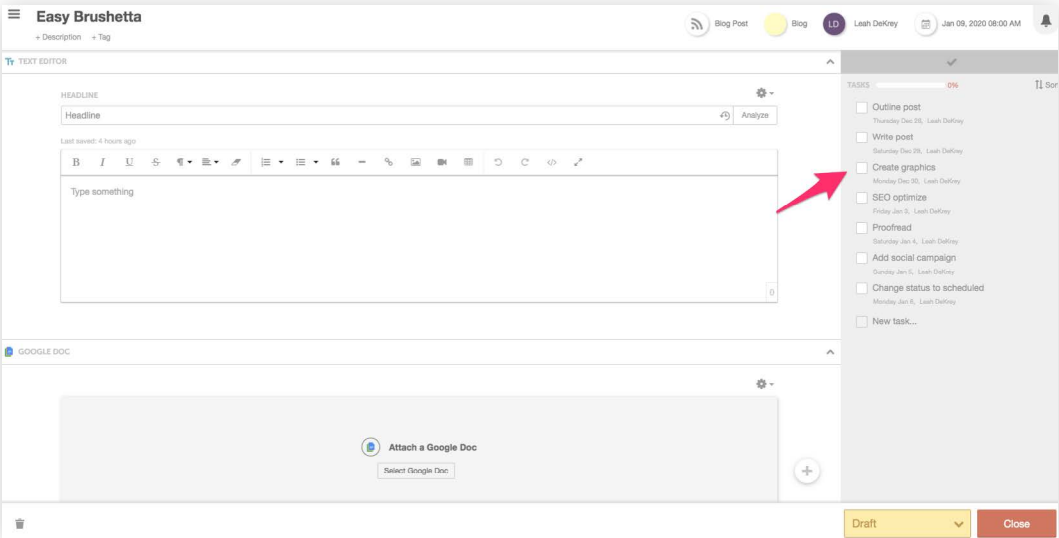 Easy Brushetta
+ Description + Tag
Blog Post
Blog
LD
Leah DeKrey
Jan 09, 2020 08:00 AM
TT TEXT EDITOR
HEADLINE
Headline
Analyze
Last saved: 4 hours ago
B I U S
Type something
0
GOOGLE DOC
Attach a Google Doc
Select Google Doc
TASKS 0% Sor
Outline post
Thursday Dec 26, Leah DeKrey
Write post
Saturday Dec 28, Leah DeKrey
Create graphics
Monday Dec 30, Leah DeKrey
SEO optimize
Friday Jan 3, Leah DeKrey
Proofread
Saturday Jan 4, Leah DeKrey
Add social campaign
Sunday Jan 5, Leah DeKrey
Change status to scheduled
Monday Jan 6, Leah DeKrey
New task...
Draft
Close